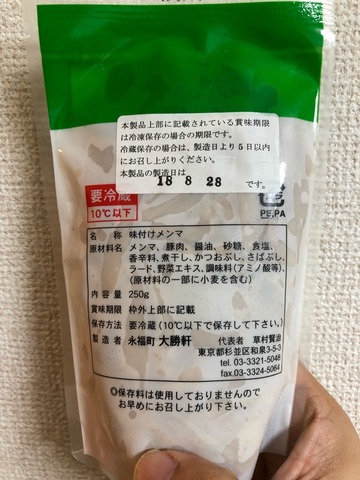 本製品上部に記載されている賞味期限
は冷凍保存の場合の期限です。
冷蔵保存の場合は、製造日より5日以内
にお召し上がりください。
本製品の製造日は 18 8 28 です。
要冷蔵
10℃以下
PE,PA
名称 味付けメンマ
原材料名 メンマ、豚肉、醤油、砂糖、食塩、
香辛料、煮干し、かつおぶし、さばぶし、
ラード、野菜エキス、調味料(アミノ酸等)、
(原材料の一部に小麦を含む)
内容量 250g
賞味期限 枠外上部に記載
保存方法 要冷蔵(10℃以下で保存して下さい。)
製造者 永福町 大勝軒 代表者 草村賢治
東京都杉並区和泉3-5-3
tel. 03-3321-5048
fax.03-3324-5064
◎保存料は使用しておりませんので
お早めにお召し上り下さい。